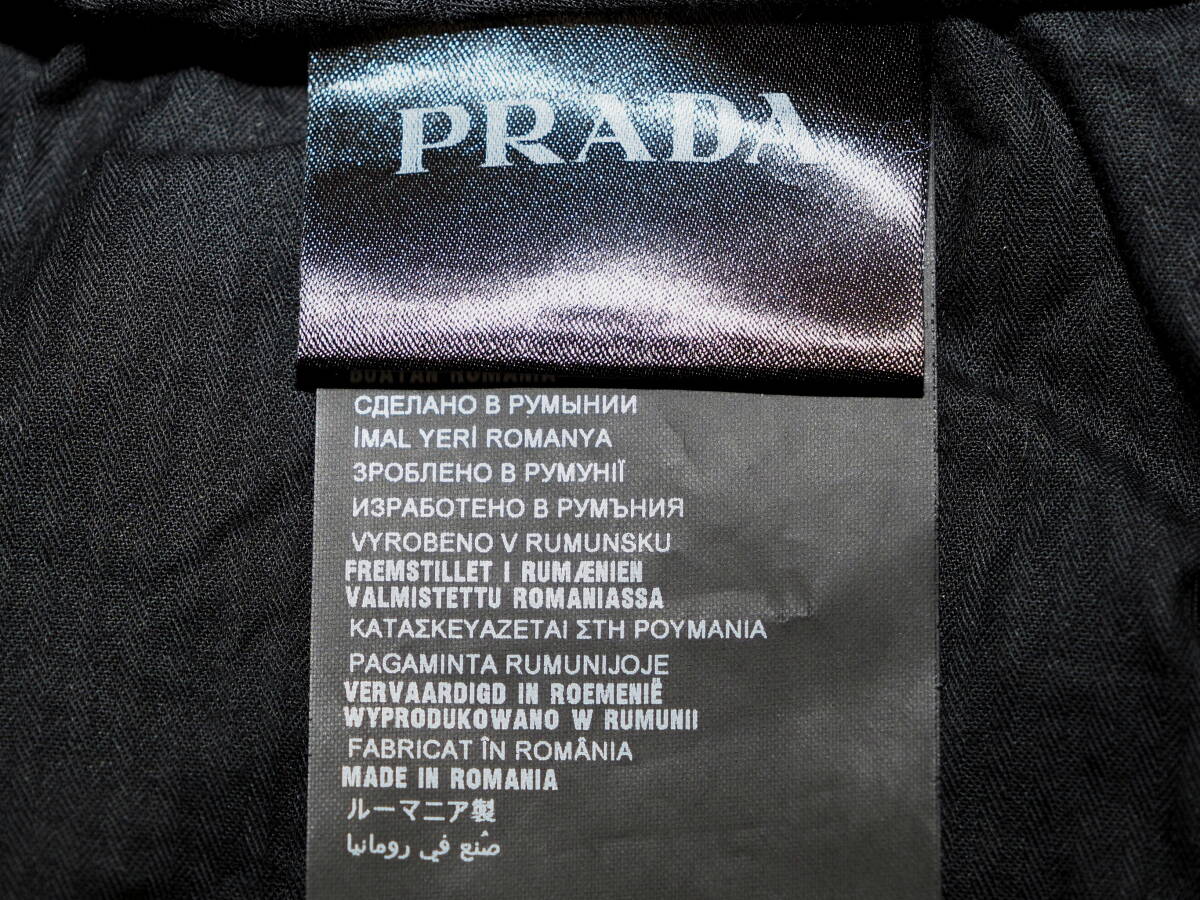 PRADA
BUATAN ROMANIA
СДЕЛАНО В РУМЫНИИ
İMAL YERİ ROMANYA
ЗРОБЛЕНО В РУМУНІЇ
ИЗРАБОТЕНО В РУМЪНИЯ
VYROBENO V RUMUNSKU
FREMSTILLET I RUMÆNIEN
VALMISTETTU ROMANIASSA
ΚΑΤΑΣΚΕΥΑΖΕΤΑΙ ΣΤΗ ΡΟΥΜΑΝΙΑ
PAGAMINTA RUMUNIJOJE
VERVAARDIGD IN ROEMENIË
WYPRODUKOWANO W RUMUNII
FABRICAT ÎN ROMÂNIA
MADE IN ROMANIA
ルーマニア製
صُنع في رومانيا